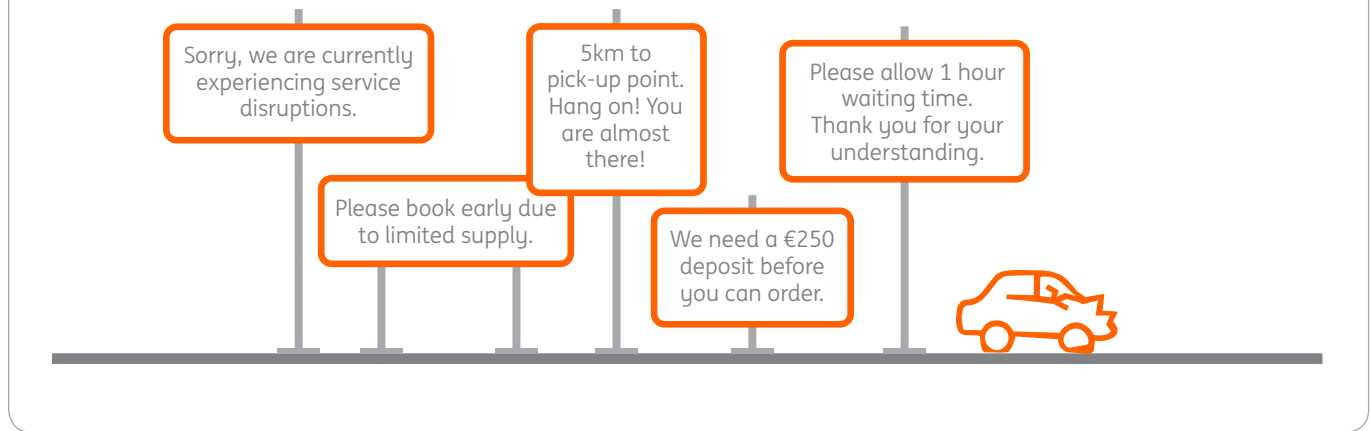 Sorry, we are currently
experiencing service
disruptions.
Please book early due
to limited supply.
5km to
pick-up point.
Hang on! You
are almost
there!
We need a €250
deposit before
you can order.
Please allow 1 hour
waiting time.
Thank you for your
understanding.